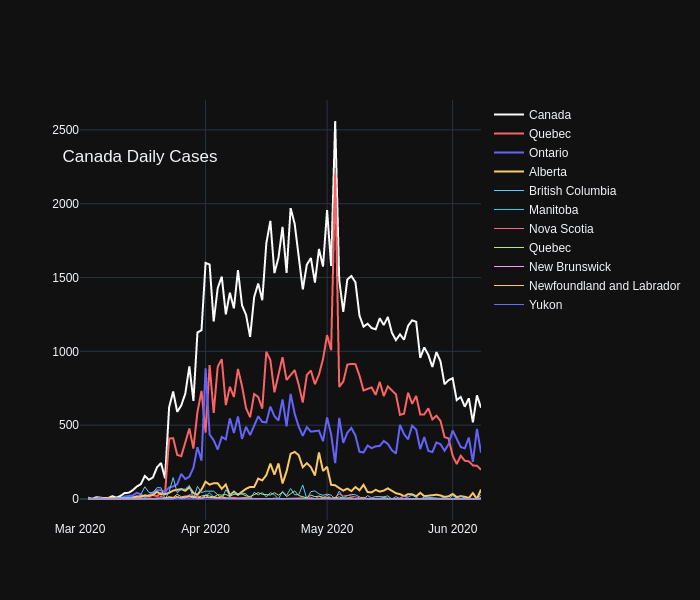 Canada Daily Cases
2500
2000
1500
1000
500
0
Mar 2020
Apr 2020
May 2020
Jun 2020
Canada
Quebec
Ontario
Alberta
British Columbia
Manitoba
Nova Scotia
Quebec
New Brunswick
Newfoundland and Labrador
Yukon